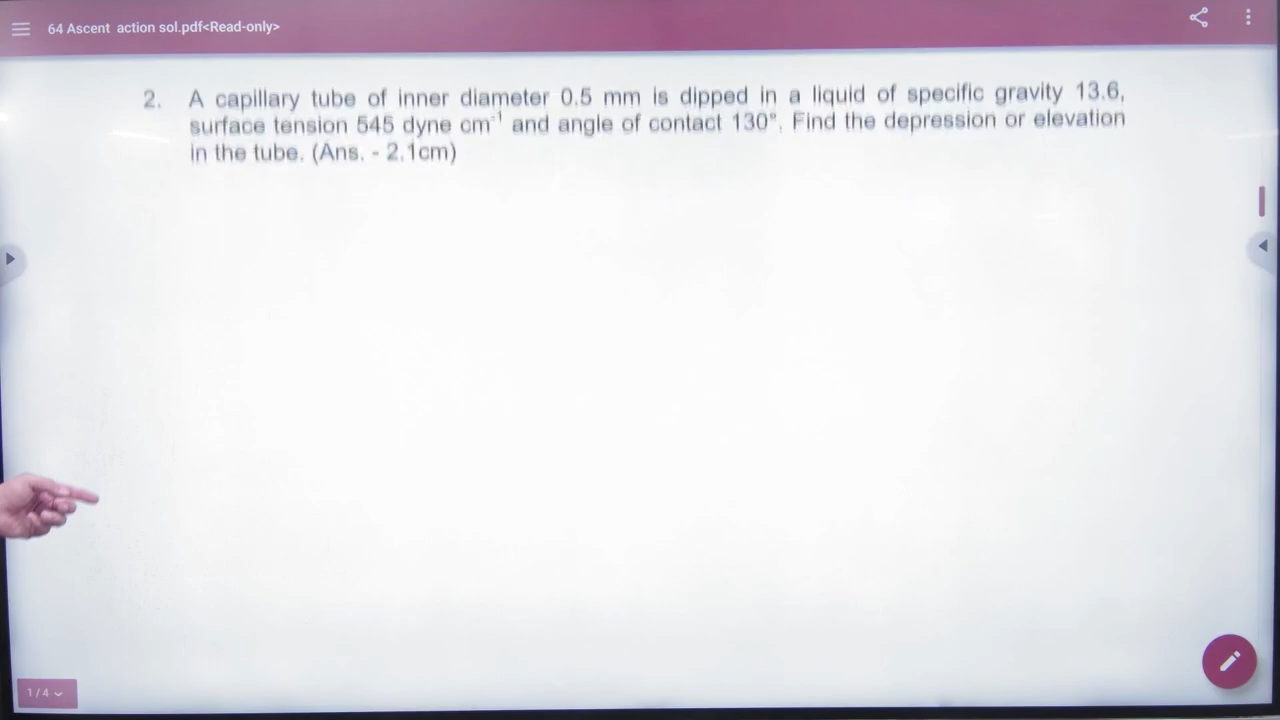 64 Ascent action sol.pdf<Read-only>
2. A capillary tube of inner diameter 0.5 mm is dipped in a liquid of specific gravity 13.6,
surface tension 545 dyne cm⁻¹ and angle of contact 130°. Find the depression or elevation
in the tube. (Ans. - 2.1cm)
1/4